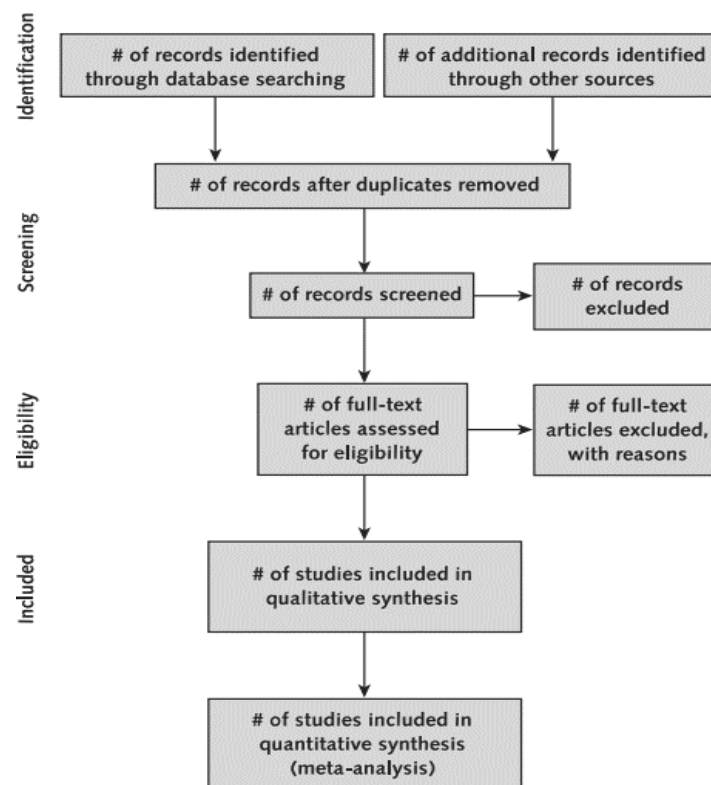 Identification
# of records identified
through database searching
# of additional records identified
through other sources
# of records after duplicates removed
Screening
# of records screened
# of records
excluded
Eligibility
# of full-text
articles assessed
for eligibility
# of full-text
articles excluded,
with reasons
Included
# of studies included in
qualitative synthesis
# of studies included in
quantitative synthesis
(meta-analysis)